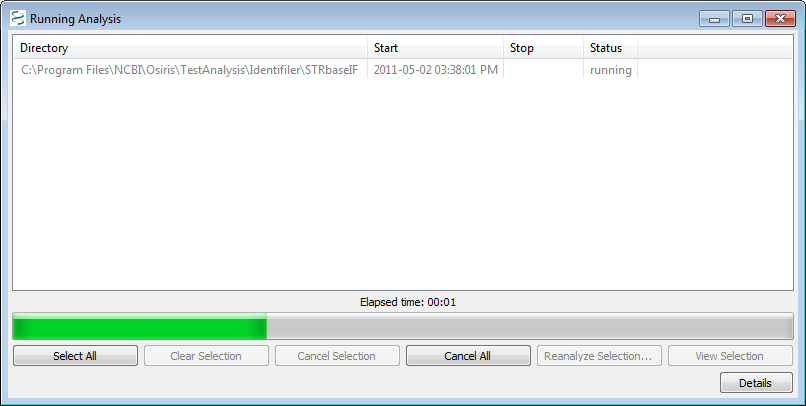 Running Analysis
Directory Start Stop Status
C:\Program Files\NCBI\Osiris\TestAnalysis\Identifiler\STRbaseIF 2011-05-02 03:38:01 PM running
Elapsed time: 00:01
Select All Clear Selection Cancel Selection Cancel All Reanalyze Selection... View Selection
Details